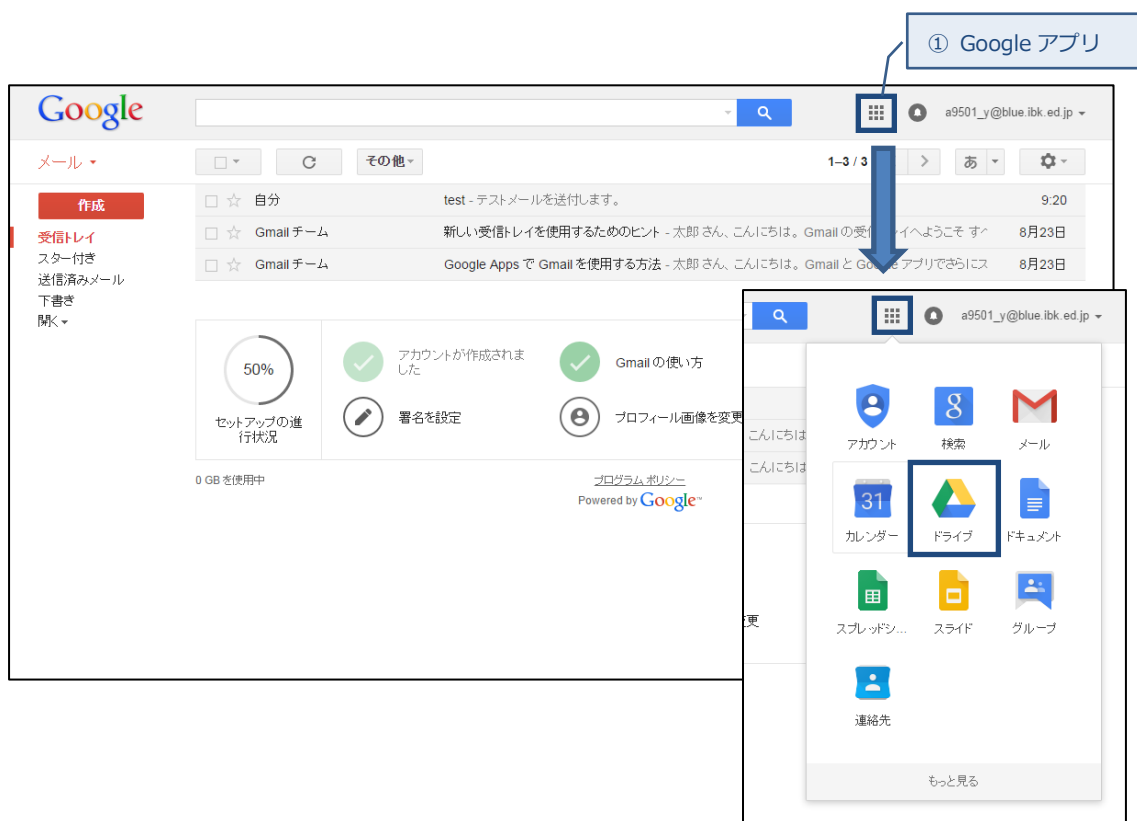 ① Google アプリ
Google
a9501_y@blue.ibk.ed.jp
メール
その他
1–3 / 3
あ
作成
自分 test - テストメールを送付します。 9:20
受信トレイ
Gmail チーム 新しい受信トレイを使用するためのヒント - 太郎 さん、こんにちは。 Gmail の受信トレイへようこそ すべ 8月23日
スター付き
Gmail チーム Google Apps で Gmail を使用する方法 - 太郎 さん、こんにちは。 Gmail と Google アプリでさらにス 8月23日
送信済みメール
下書き
開く
50%
セットアップの進
行状況
アカウントが作成されま
した
Gmail の使い方
署名を設定
プロフィール画像を変更
0 GB を使用中
プログラム ポリシー
Powered by Google™
a9501_y@blue.ibk.ed.jp
こんにちは
こんにちは
更
アカウント
8
検索
メール
31
カレンダー
ドライブ
ドキュメント
スプレッドシ...
スライド
グループ
連絡先
もっと見る